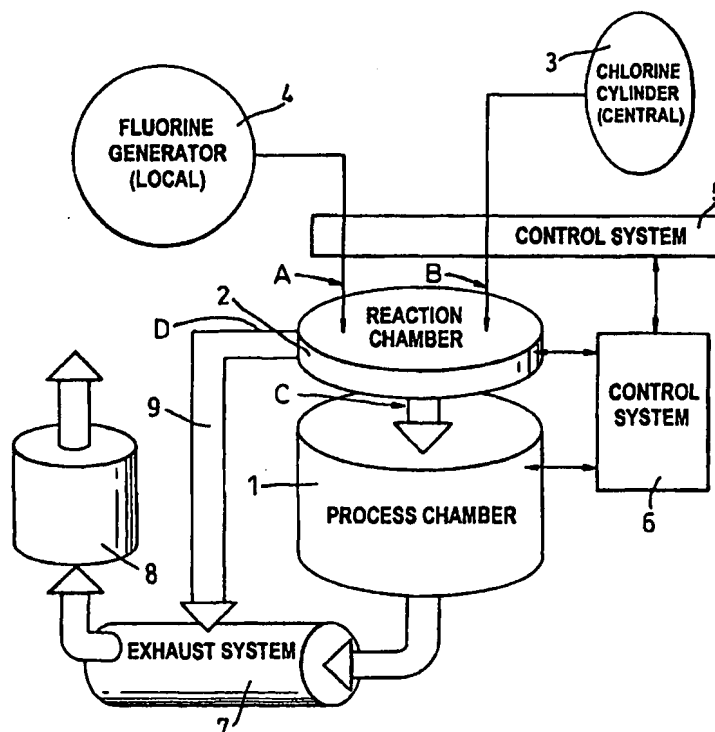 3
CHLORINE
CYLINDER
(CENTRAL)
4
FLUORINE
GENERATOR
(LOCAL)
5
CONTROL SYSTEM
A
B
2
D
REACTION
CHAMBER
C
9
CONTROL
SYSTEM
6
1
PROCESS CHAMBER
8
EXHAUST SYSTEM
7